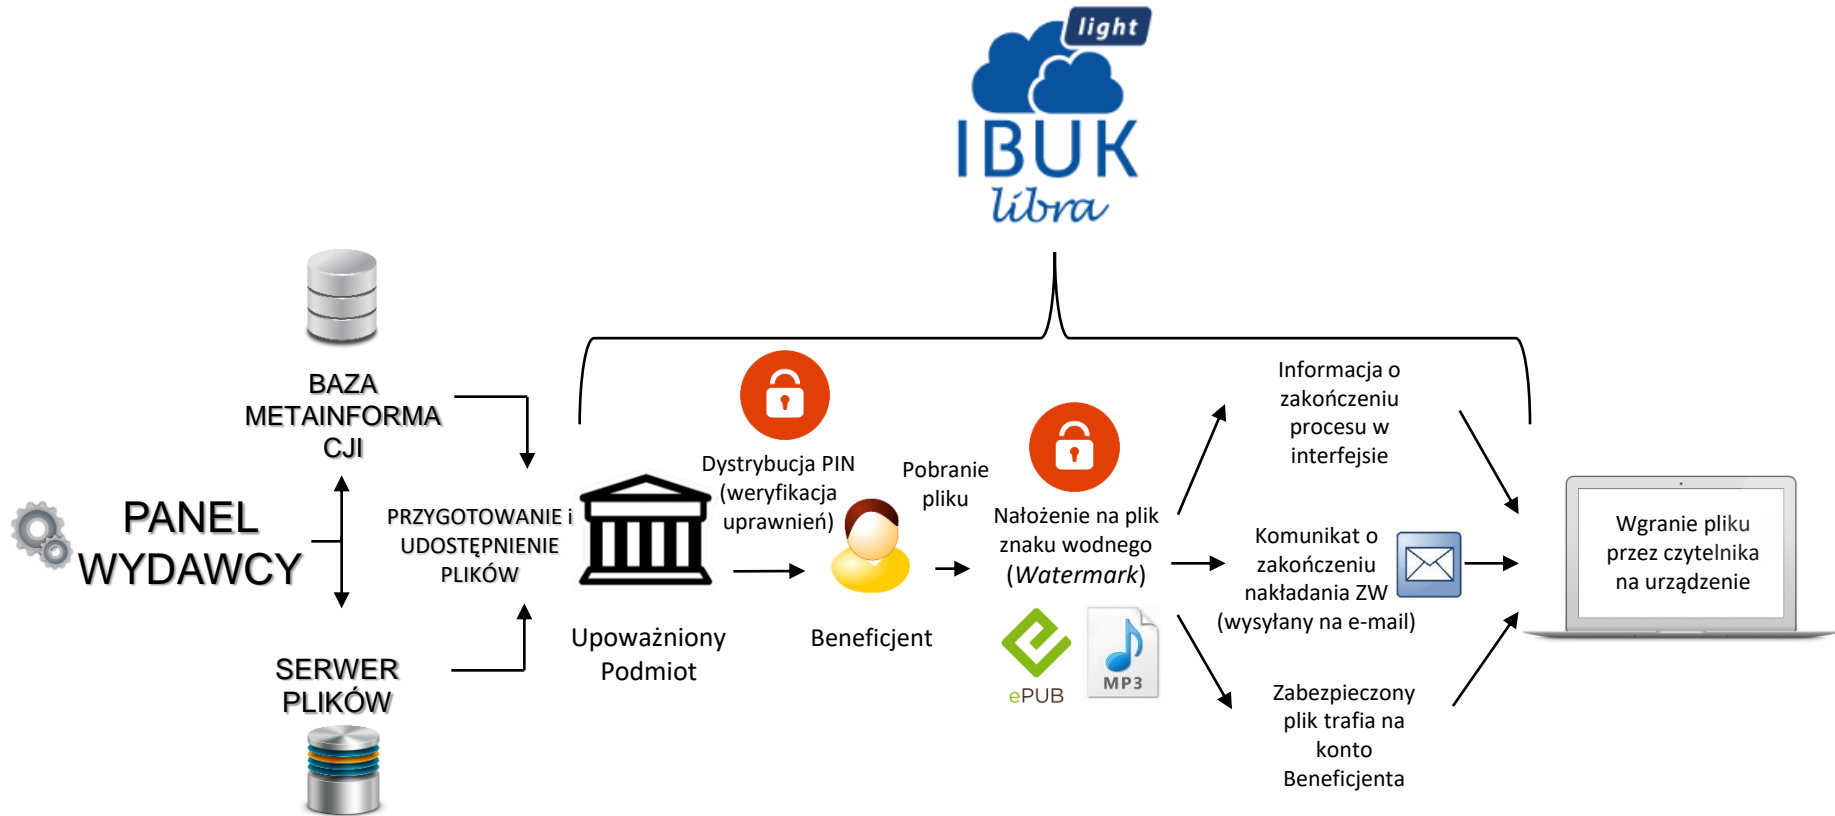 light
IBUK
libra
BAZA
METAINFORMA
CJI
PANEL
WYDAWCY
SERWER
PLIKÓW
PRZYGOTOWANIE i
UDOSTĘPNIENIE
PLIKÓW
Upoważniony
Podmiot
Dystrybucja PIN
(weryfikacja
uprawnień)
Beneficjent
Pobranie
pliku
Nałożenie na plik
znaku wodnego
(Watermark)
ePUB
MP3
Informacja o
zakończeniu
procesu w
interfejsie
Komunikat o
zakończeniu
nakładania ZW
(wysyłany na e-mail)
Zabezpieczony
plik trafia na
konto
Beneficjenta
Wgranie pliku
przez czytelnika
na urządzenie